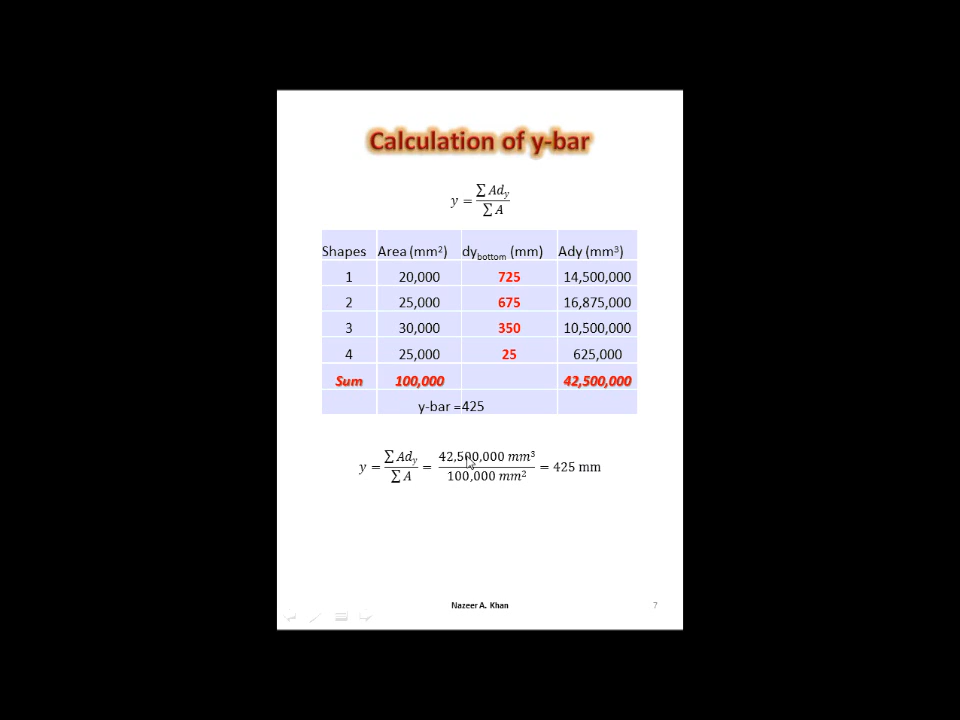 Calculation of y-bar
y = ∑ Ad_y / ∑ A
Shapes Area (mm²) dy_bottom (mm) Ady (mm³)
1 20,000 725 14,500,000
2 25,000 675 16,875,000
3 30,000 350 10,500,000
4 25,000 25 625,000
Sum 100,000 42,500,000
y-bar =425
y = ∑ Ad_y / ∑ A = 42,500,000 mm³ / 100,000 mm² = 425 mm
Nazeer A. Khan 7